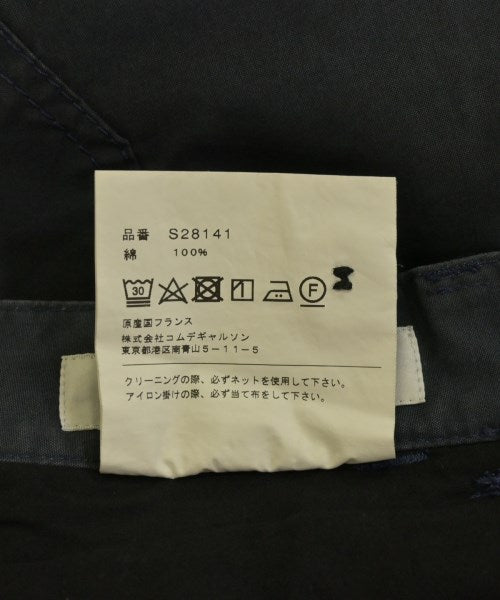 品番 S28141
綿 100%
30 F
原産国フランス
株式会社コムデギャルソン
東京都港区南青山5-11-5
クリーニングの際、必ずネットを使用して下さい。
アイロン掛けの際、必ず当て布をして下さい。